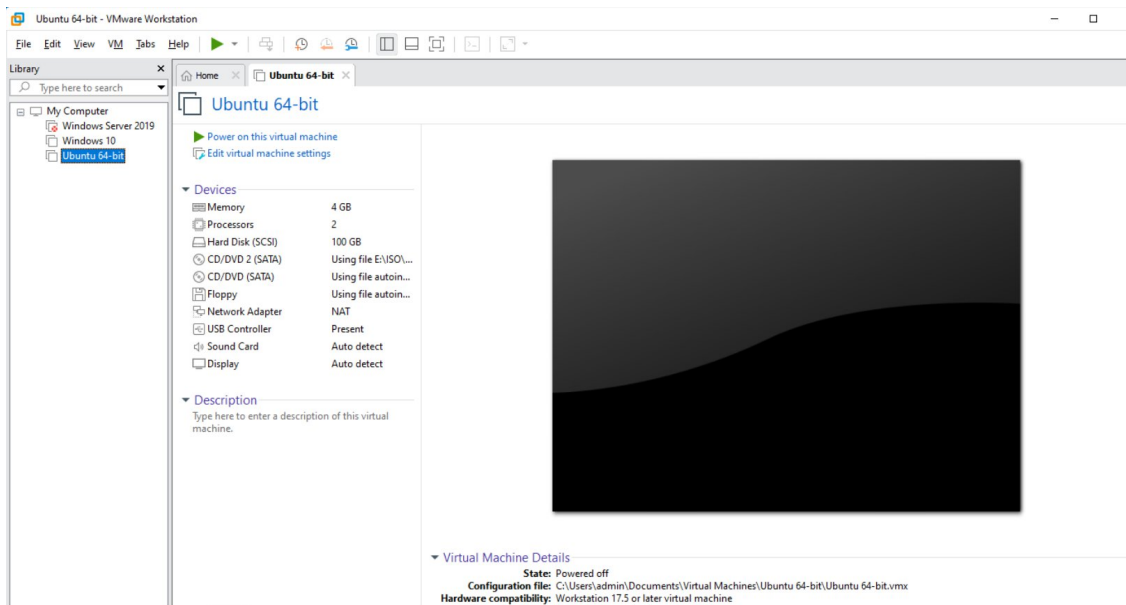 Ubuntu 64-bit - VMware Workstation
File Edit View VM Tabs Help
Library
Type here to search
My Computer
Windows Server 2019
Windows 10
Ubuntu 64-bit
Home
Ubuntu 64-bit
Ubuntu 64-bit
Power on this virtual machine
Edit virtual machine settings
Devices
Memory 4 GB
Processors 2
Hard Disk (SCSI) 100 GB
CD/DVD 2 (SATA) Using file E:\ISO\...
CD/DVD (SATA) Using file autoin...
Floppy Using file autoin...
Network Adapter NAT
USB Controller Present
Sound Card Auto detect
Display Auto detect
Description
Type here to enter a description of this virtual
machine.
Virtual Machine Details
State: Powered off
Configuration file: C:\Users\admin\Documents\Virtual Machines\Ubuntu 64-bit\Ubuntu 64-bit.vmx
Hardware compatibility: Workstation 17.5 or later virtual machine